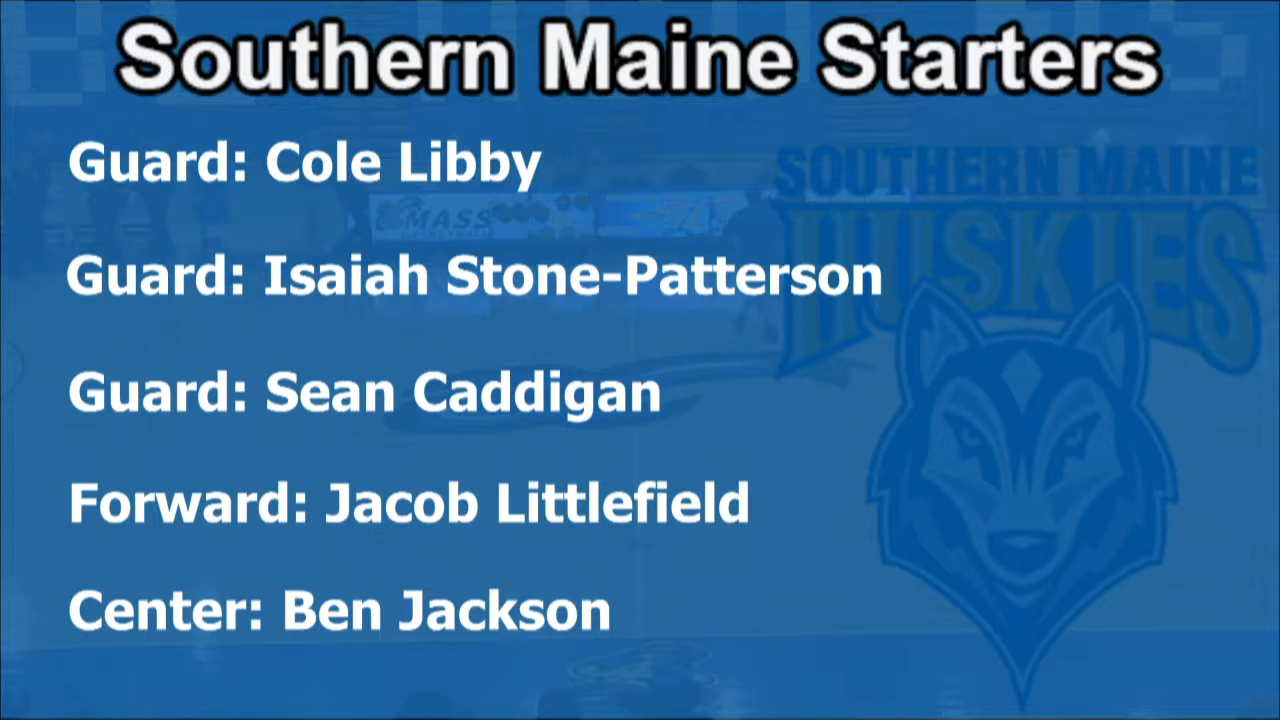 Southern Maine Starters
Guard: Cole Libby
SOUTHERN MAINE
HUSKIES
MASS
Guard: Isaiah Stone-Patterson
Guard: Sean Caddigan
Forward: Jacob Littlefield
Center: Ben Jackson